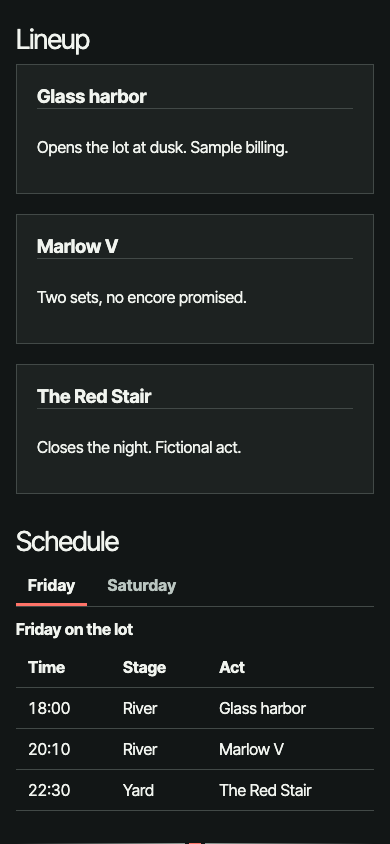 Lineup
Glass harbor
Opens the lot at dusk. Sample billing.
Marlow V
Two sets, no encore promised.
The Red Stair
Closes the night. Fictional act.
Schedule
Friday Saturday
Friday on the lot
Time Stage Act
18:00 River Glass harbor
20:10 River Marlow V
22:30 Yard The Red Stair